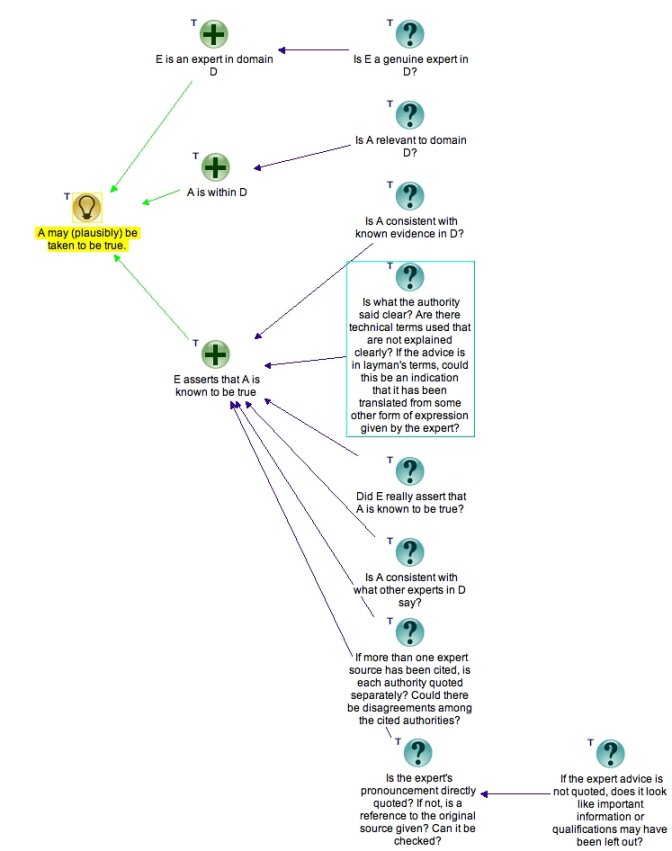 T
E is an expert in domain
D
T
Is E a genuine expert in
D?
T
Is A relevant to domain
D?
T
A is within D
T
A may (plausibly) be
taken to be true.
T
Is A consistent with
known evidence in D?
T
Is what the authority
said clear? Are there
technical terms used that
are not explained
clearly? If the advice is
in layman's terms, could
this be an indication
that it has been
translated from some
other form of expression
given by the expert?
T
E asserts that A is
known to be true
T
Did E really assert that
A is known to be true?
T
Is A consistent with
what other experts in D
say?
T
If more than one expert
source has been cited, is
each authority quoted
separately? Could there
be disagreements among
the cited authorities?
T
Is the expert's
pronouncement directly
quoted? If not, is a
reference to the original
source given? Can it be
checked?
T
If the expert advice is
not quoted, does it look
like important
information or
qualifications may have
been left out?